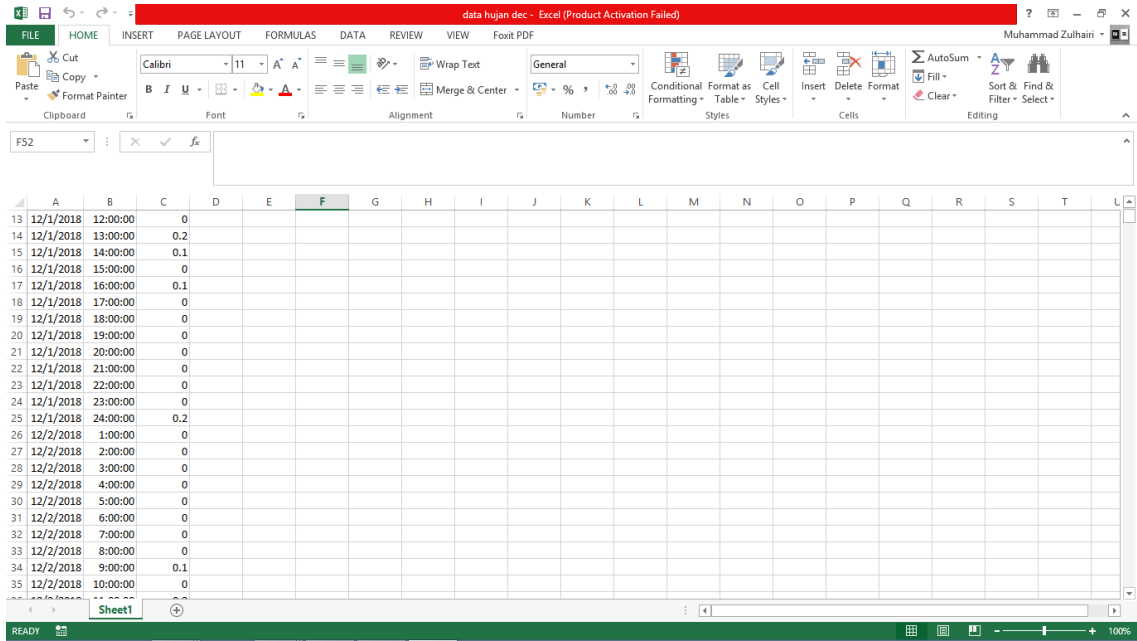 data hujan dec - Excel (Product Activation Failed)
FILE HOME INSERT PAGE LAYOUT FORMULAS DATA REVIEW VIEW Foxit PDF Muhammad Zulhairi
Paste
Cut
Copy
Format Painter
Clipboard
Calibri 11
B I U
Font
Wrap Text
Merge & Center
Alignment
General
% ,
Number
Conditional Formatting
Format as Table
Cell Styles
Styles
Insert Delete Format
Cells
AutoSum
Fill
Clear
Sort & Filter
Find & Select
Editing
F52 fx
A B C D E F G H I J K L M N O P Q R S T U
13 12/1/2018 12:00:00 0
14 12/1/2018 13:00:00 0.2
15 12/1/2018 14:00:00 0.1
16 12/1/2018 15:00:00 0
17 12/1/2018 16:00:00 0.1
18 12/1/2018 17:00:00 0
19 12/1/2018 18:00:00 0
20 12/1/2018 19:00:00 0
21 12/1/2018 20:00:00 0
22 12/1/2018 21:00:00 0
23 12/1/2018 22:00:00 0
24 12/1/2018 23:00:00 0
25 12/1/2018 24:00:00 0.2
26 12/2/2018 1:00:00 0
27 12/2/2018 2:00:00 0
28 12/2/2018 3:00:00 0
29 12/2/2018 4:00:00 0
30 12/2/2018 5:00:00 0
31 12/2/2018 6:00:00 0
32 12/2/2018 7:00:00 0
33 12/2/2018 8:00:00 0
34 12/2/2018 9:00:00 0.1
35 12/2/2018 10:00:00 0
Sheet1
READY 100%